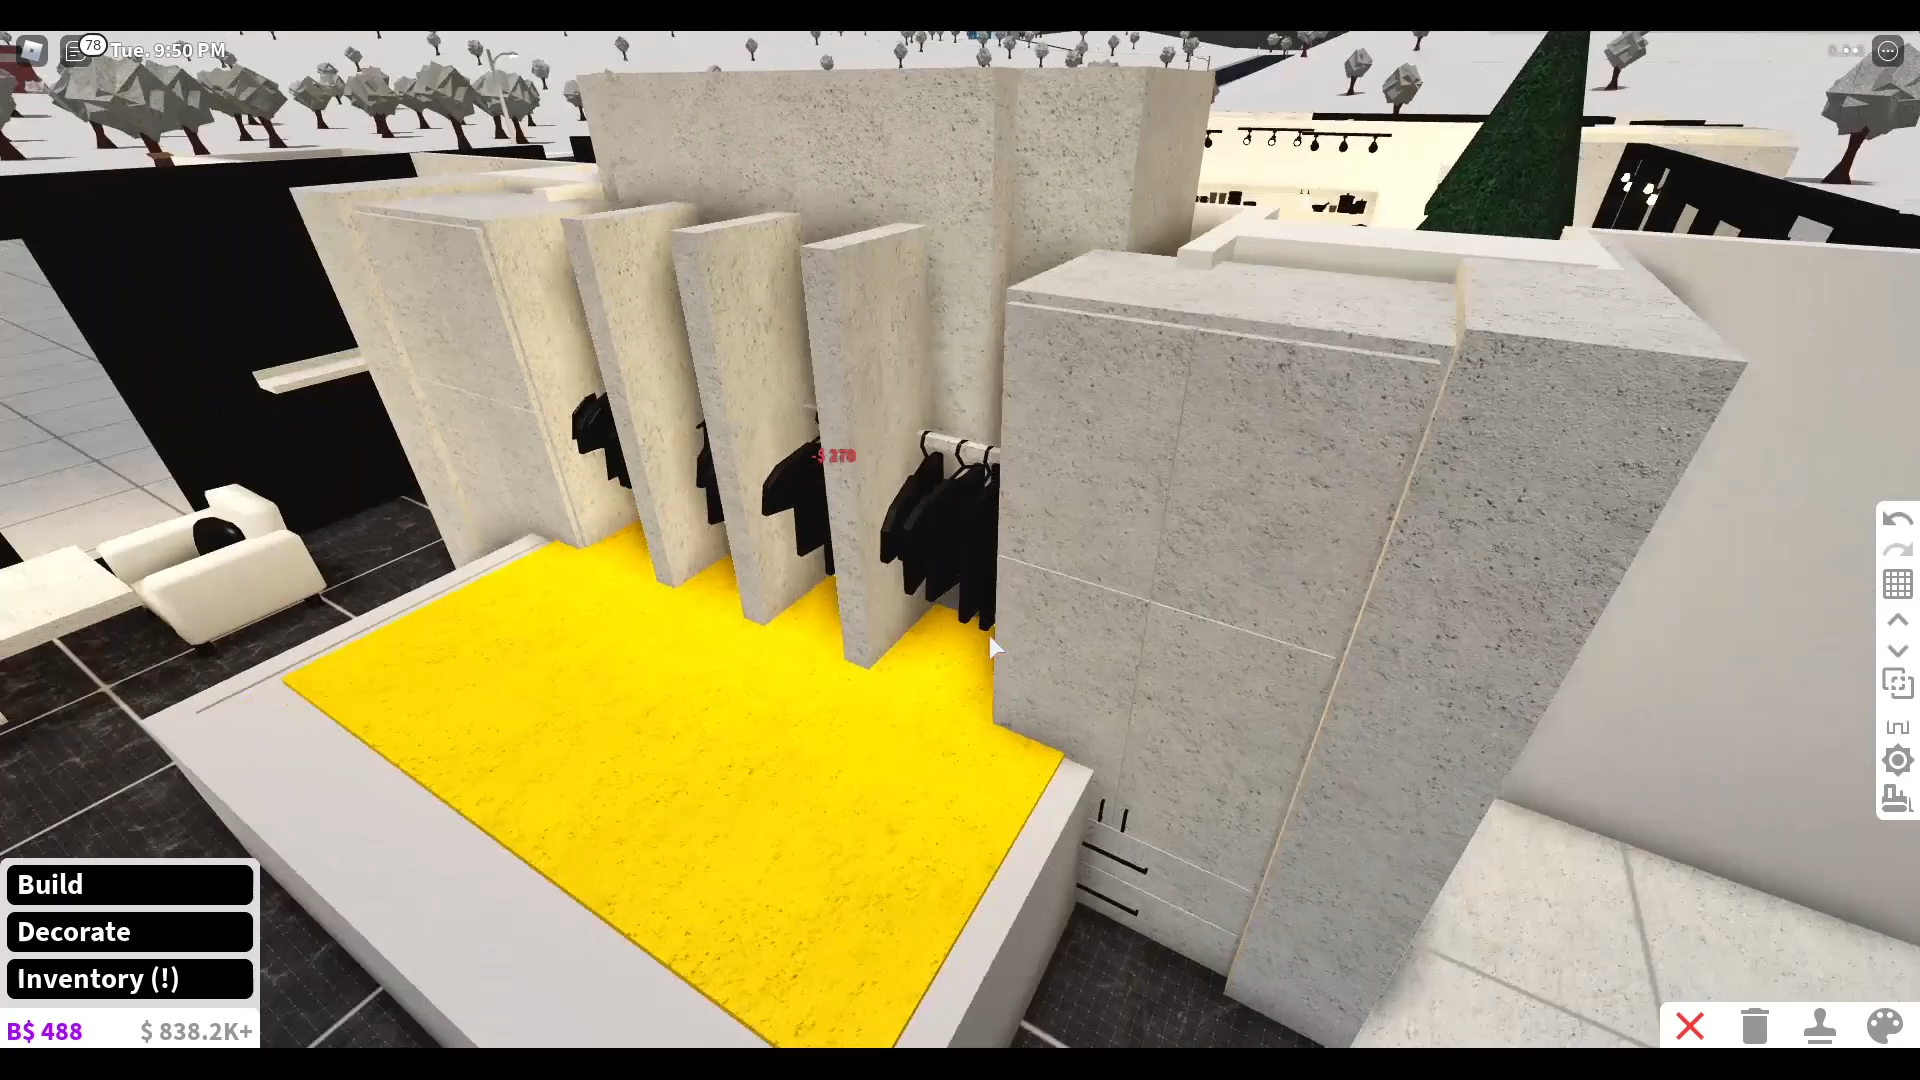 78
Tue. 9:50 PM
-$ 270
Build
Decorate
Inventory (!)
B$ 488
$ 838.2K+